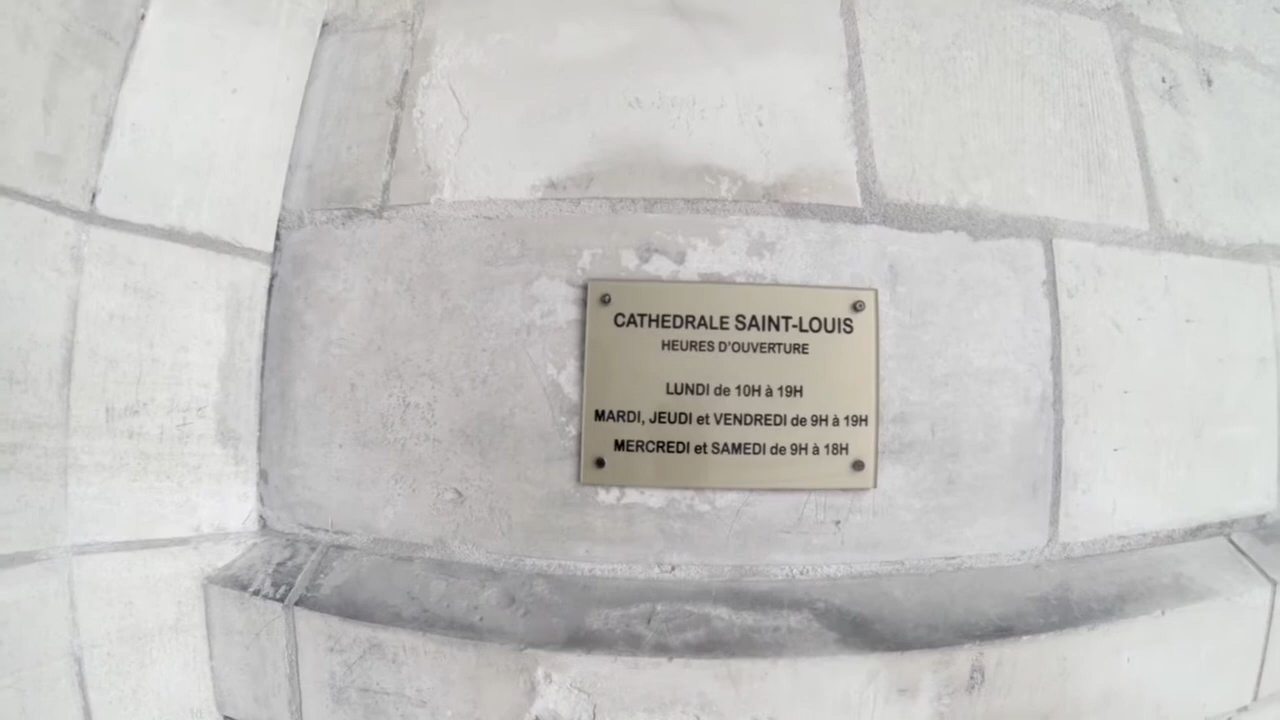 CATHEDRALE SAINT-LOUIS
HEURES D'OUVERTURE
LUNDI de 10H à 19H
MARDI, JEUDI et VENDREDI de 9H à 19H
MERCREDI et SAMEDI de 9H à 18H